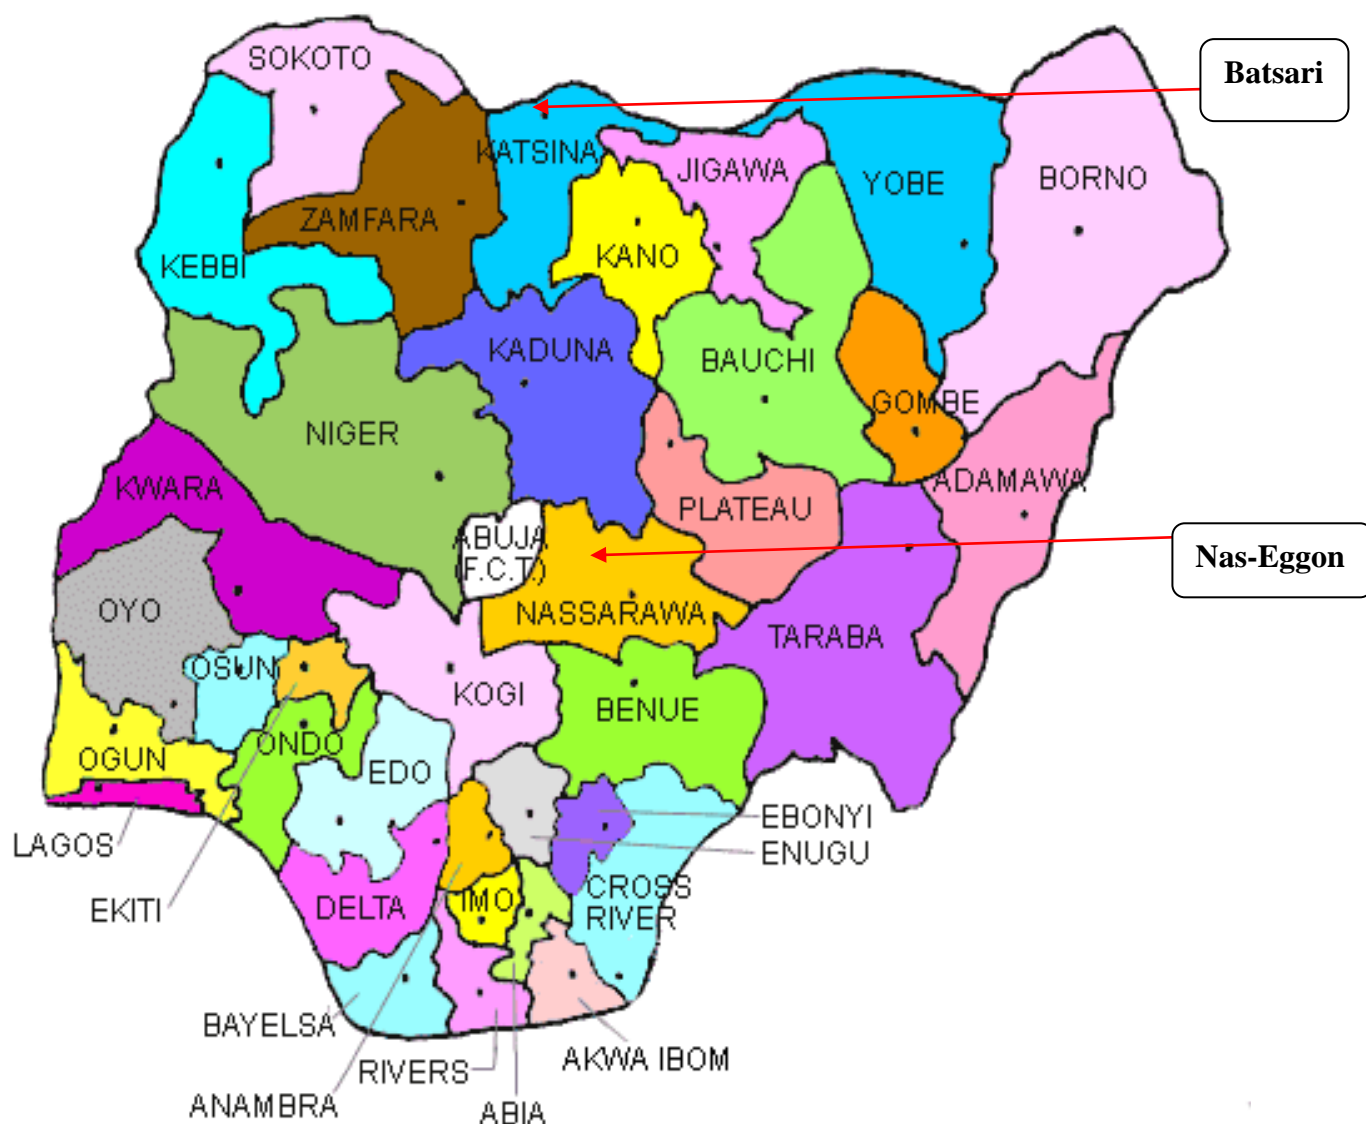 SOKOTO
Batsari
KATSINA
JIGAWA
YOBE
BORNO
ZAMFARA
KANO
KEBBI
KADUNA
BAUCHI
GOMBE
NIGER
ADAMAWA
KWARA
PLATEAU
ABUJA
(F.C.T.)
Nas-Eggon
OYO
NASSARAWA
TARABA
OSUN
KOGI
BENUE
OGUN
ONDO
EDO
EBONYI
LAGOS
ENUGU
EKITI
DELTA
IMO
CROSS
RIVER
BAYELSA
RIVERS
AKWA IBOM
ANAMBRA
ABIA